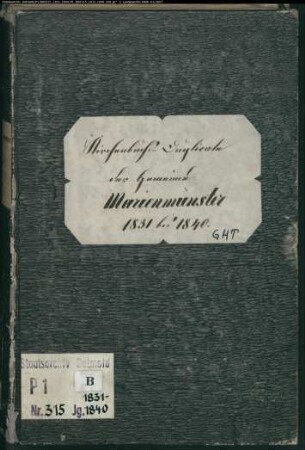 Kirchenbuchs Duplicate
der Gemeinde
Marienmünster
1831 bis 1840.
GHT.
Staatsarchiv Detmold
P 1
B
1831-
Nr. 315 Jg. 1840